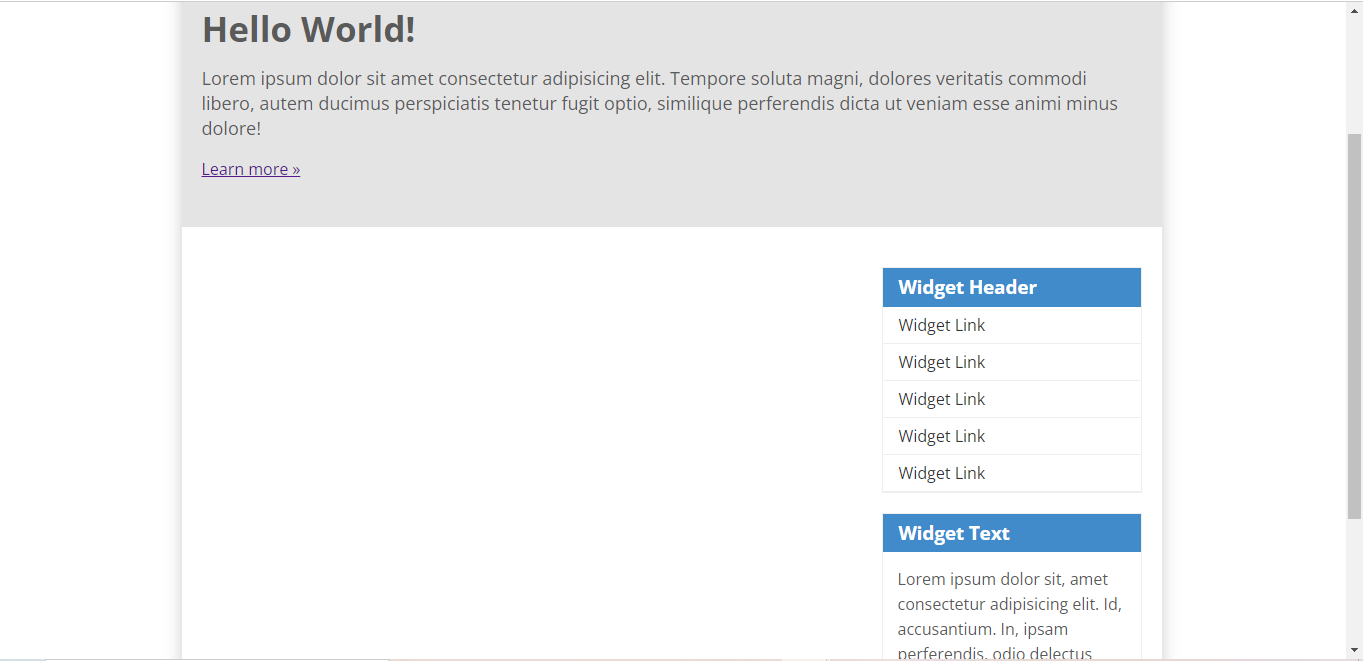 Hello World!
Lorem ipsum dolor sit amet consectetur adipisicing elit. Tempore soluta magni, dolores veritatis commodi
libero, autem ducimus perspiciatis tenetur fugit optio, similique perferendis dicta ut veniam esse animi minus
dolore!
Learn more »
Widget Header
Widget Link
Widget Link
Widget Link
Widget Link
Widget Link
Widget Text
Lorem ipsum dolor sit, amet
consectetur adipisicing elit. Id,
accusantium. In, ipsam
perferendis, odio delectus